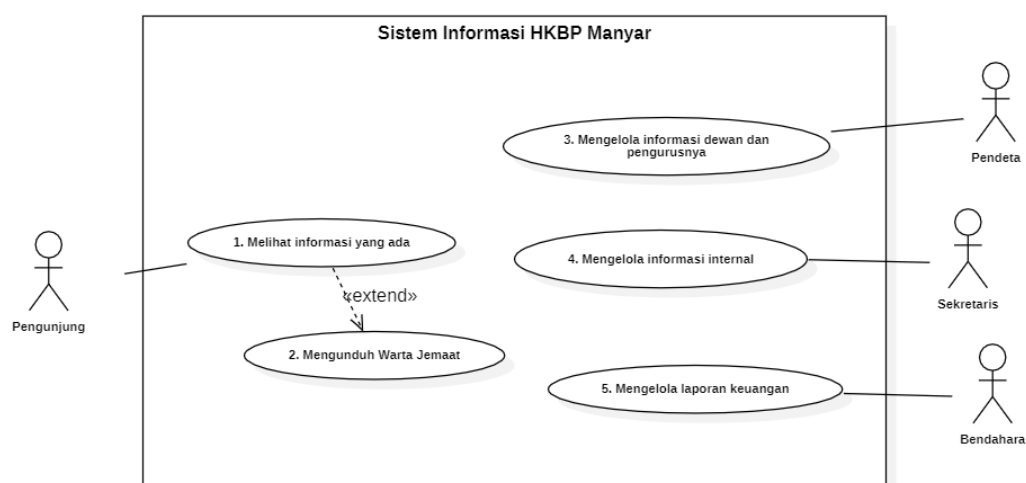 Sistem Informasi HKBP Manyar
3. Mengelola informasi dewan dan
pengurusnya
Pendeta
1. Melihat informasi yang ada
4. Mengelola informasi internal
Pengunjung
«extend»
Sekretaris
2. Mengunduh Warta Jemaat
5. Mengelola laporan keuangan
Bendahara